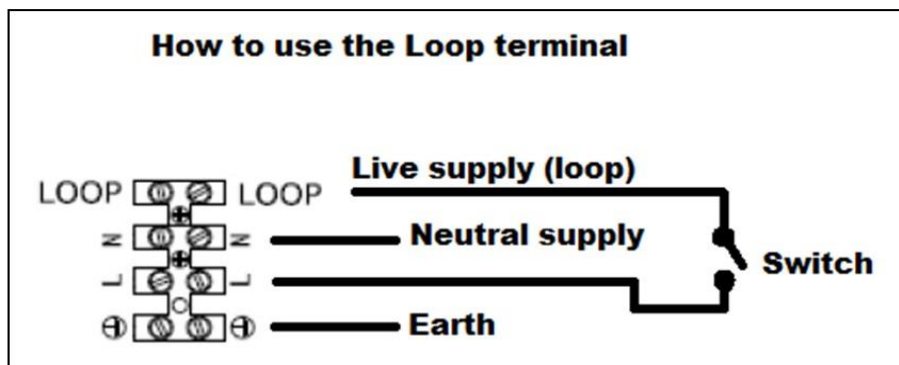 How to use the Loop terminal
Live supply (loop)
LOOP LOOP
N N Neutral supply
Switch
L L
Earth